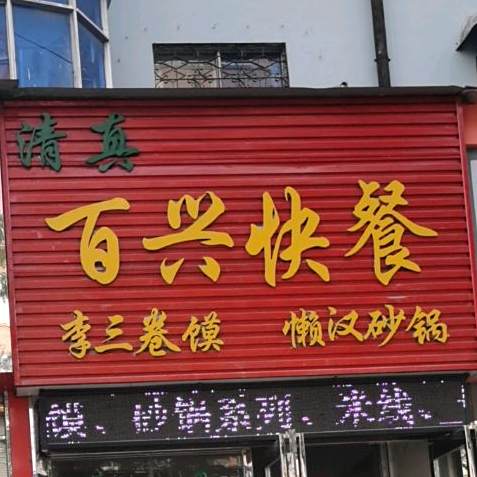 清真
百兴快餐
李三卷馍 懒汉砂锅
馍、砂锅系列、米线、